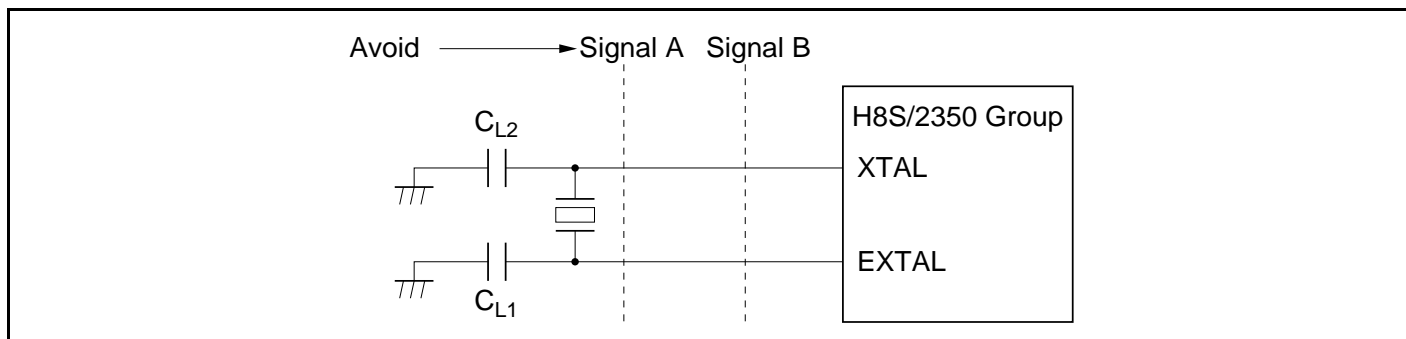 Avoid Signal A Signal B
H8S/2350 Group
CL2
XTAL
EXTAL
CL1